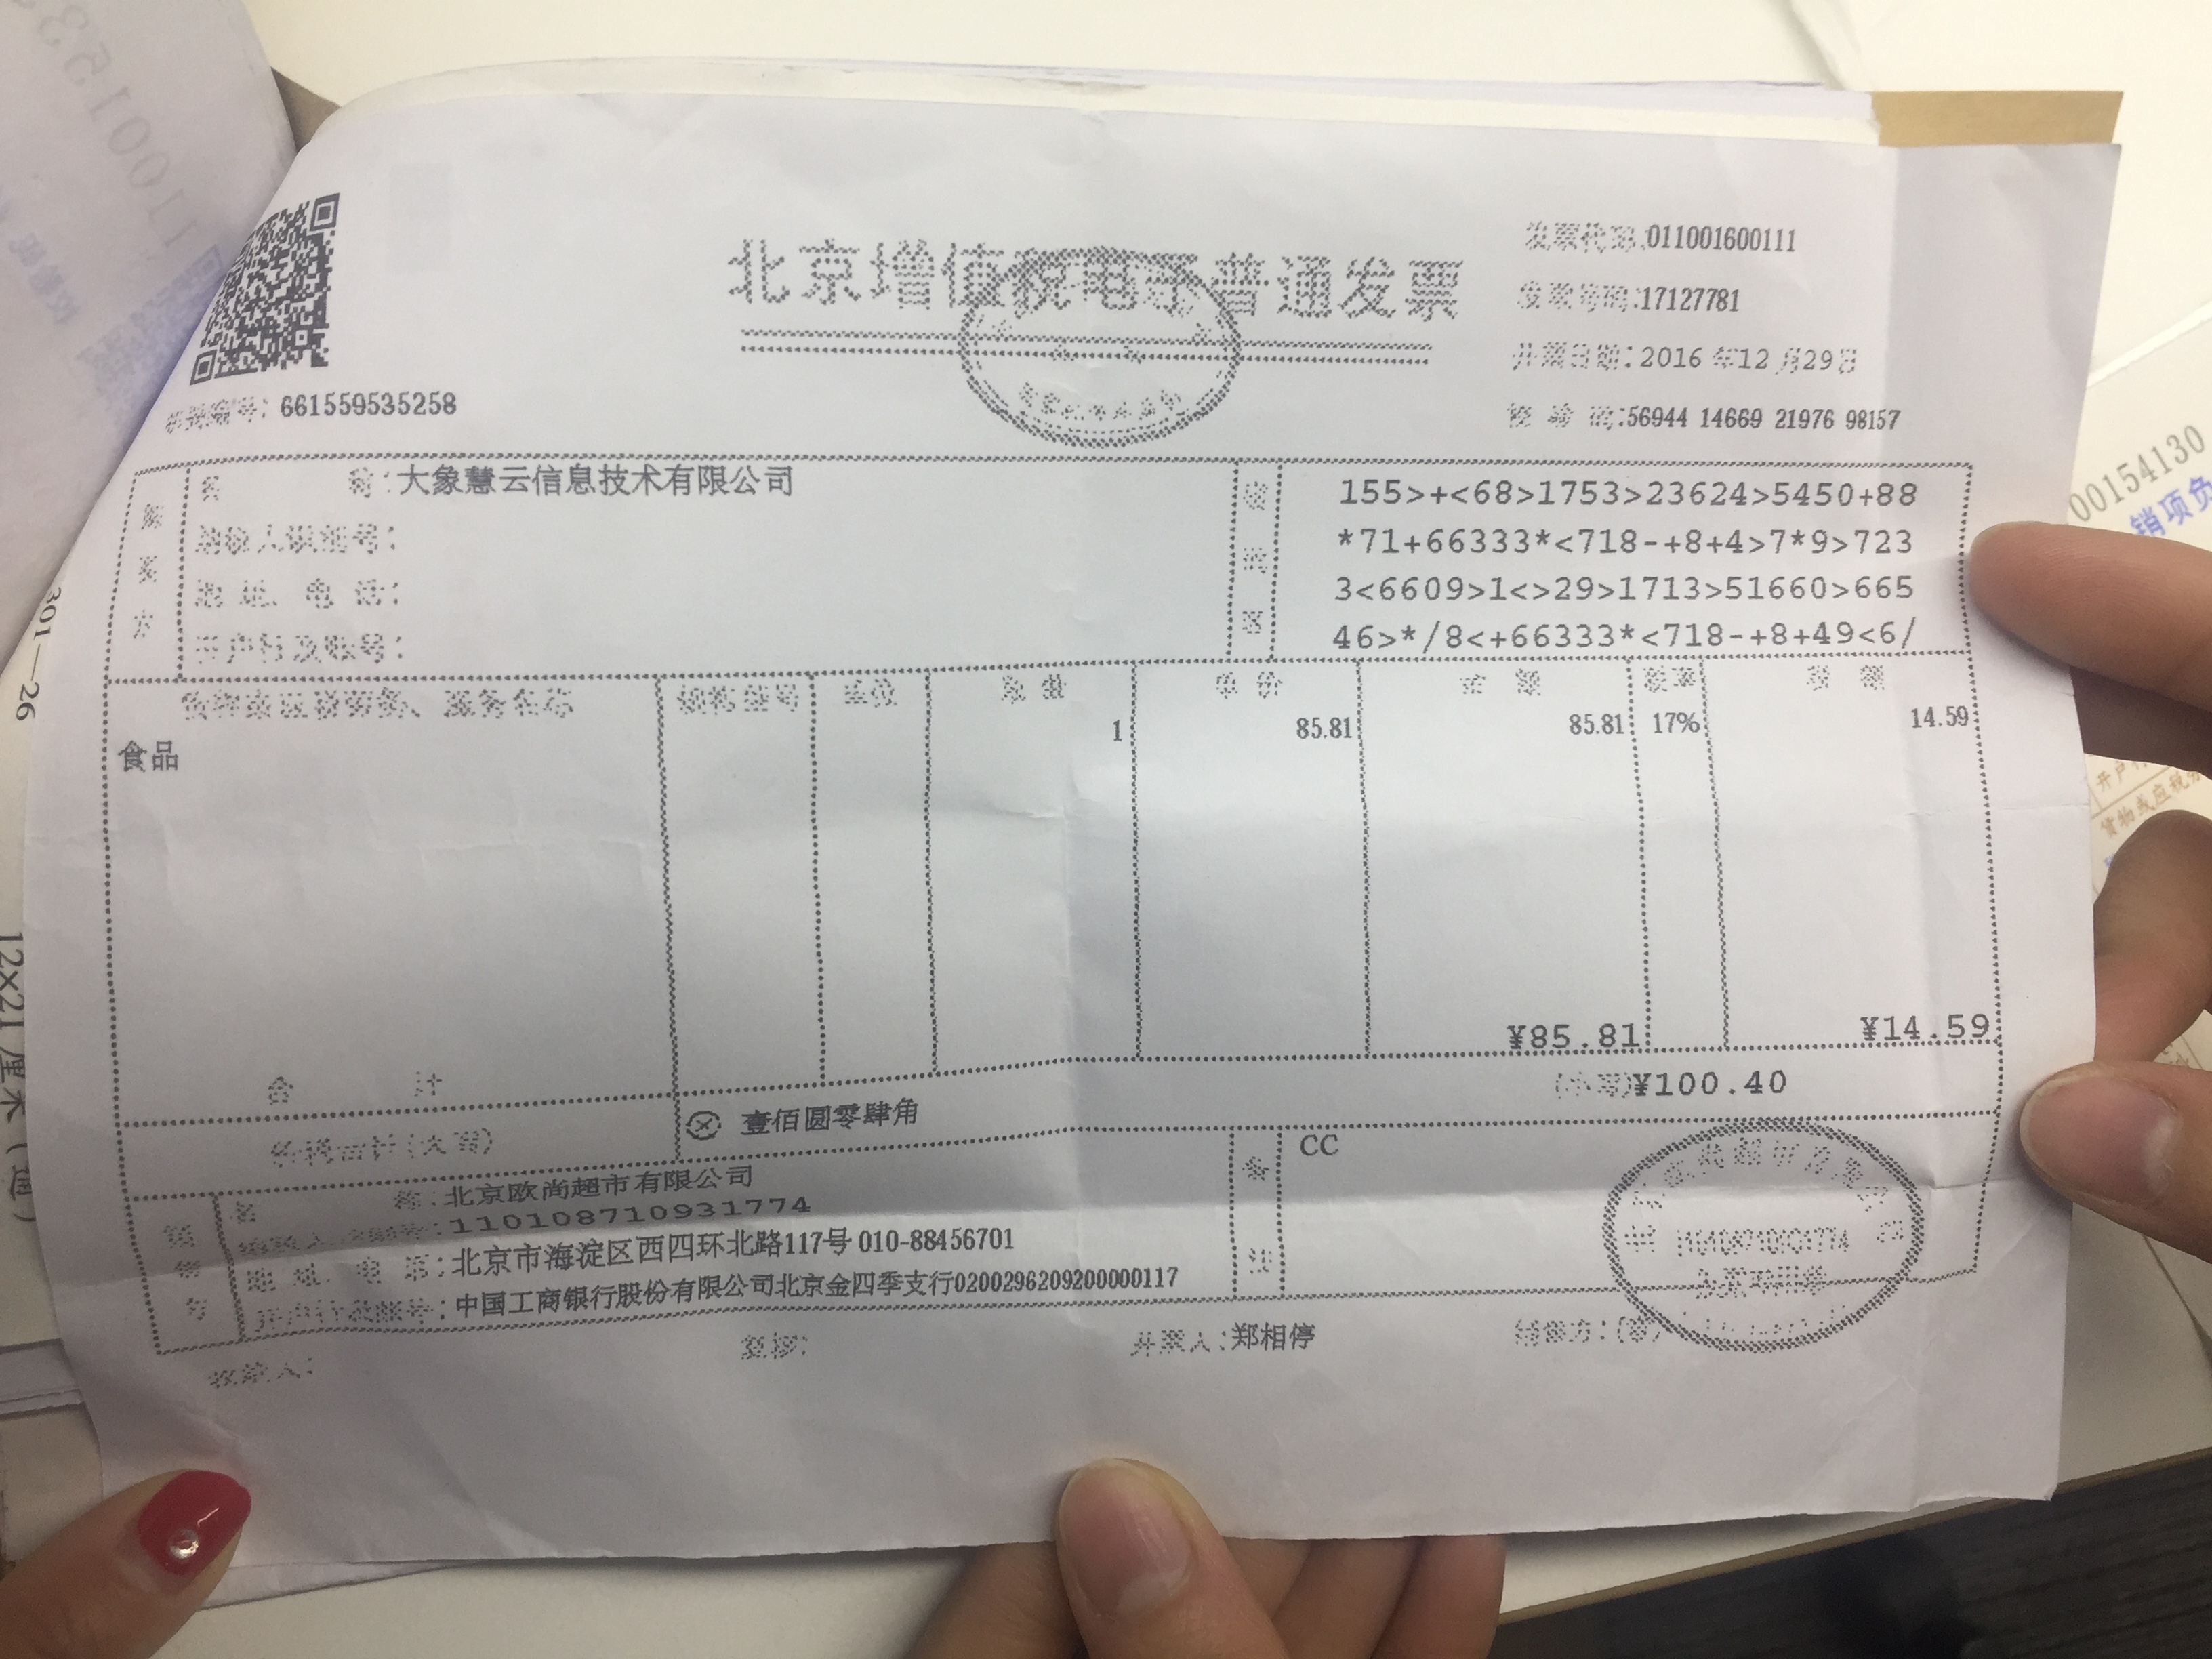 北京增值税电子普通发票
发票代码:011001600111
发票号码:17127781
开票日期:2016 年12 月29日
校 验 码:56944 14669 21976 98157
机器编号: 661559535258
购买方
名 称:大象慧云信息技术有限公司
纳税人识别号:
地 址、电 话:
开户行及账号:
密码区
155>+<68>1753>23624>5450+88
*71+66333*<718-+8+4>7*9>723
3<6609>1<>29>1713>51660>665
46>*/8<+66333*<718-+8+49<6/
货物或应税劳务、服务名称 规格型号 单位 数 量 单 价 金 额 税率 税 额
食品 1 85.81 85.81 17% 14.59
合 计 ¥85.81 ¥14.59
价税合计(大写) ⊗ 壹佰圆零肆角 (小写)¥100.40
销售方
名 称:北京欧尚超市有限公司
纳税人识别号:110108710931774
地 址、电 话:北京市海淀区西四环北路117号 010-88456701
开户行及账号:中国工商银行股份有限公司北京金四季支行0200296209200000117
备注
CC
收款人:
复核:
开票人:郑相停
销售方:(章)
110108710931774
发票专用章
00154130
销项负
开户行
货物或应税劳
301—26
12×21厘米(通)